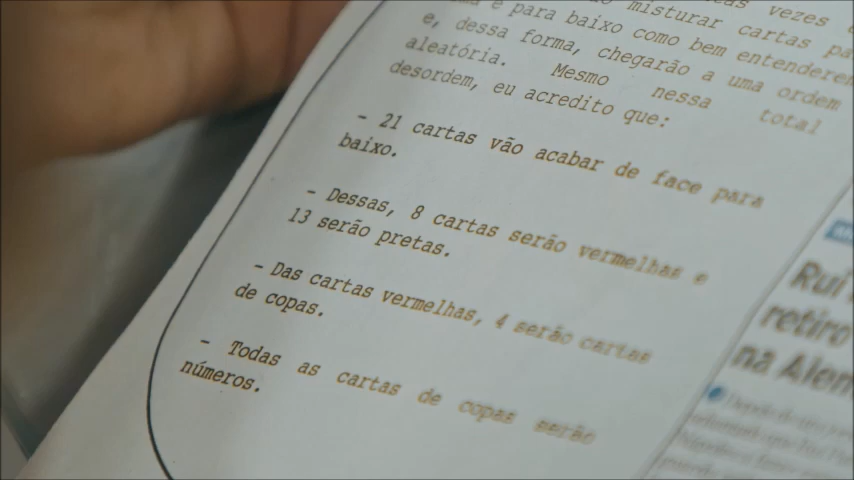 misturar cartas
vezes
e para baixo como bem entenderem
e, dessa forma, chegarão a uma ordem
aleatória. Mesmo nessa total
desordem, eu acredito que:
- 21 cartas vão acabar de face para
baixo.
- Dessas, 8 cartas serão vermelhas e
13 serão pretas.
- Das cartas vermelhas, 4 serão cartas
de copas.
- Todas as cartas de copas serão
números.
Rui
retiro
na Alem